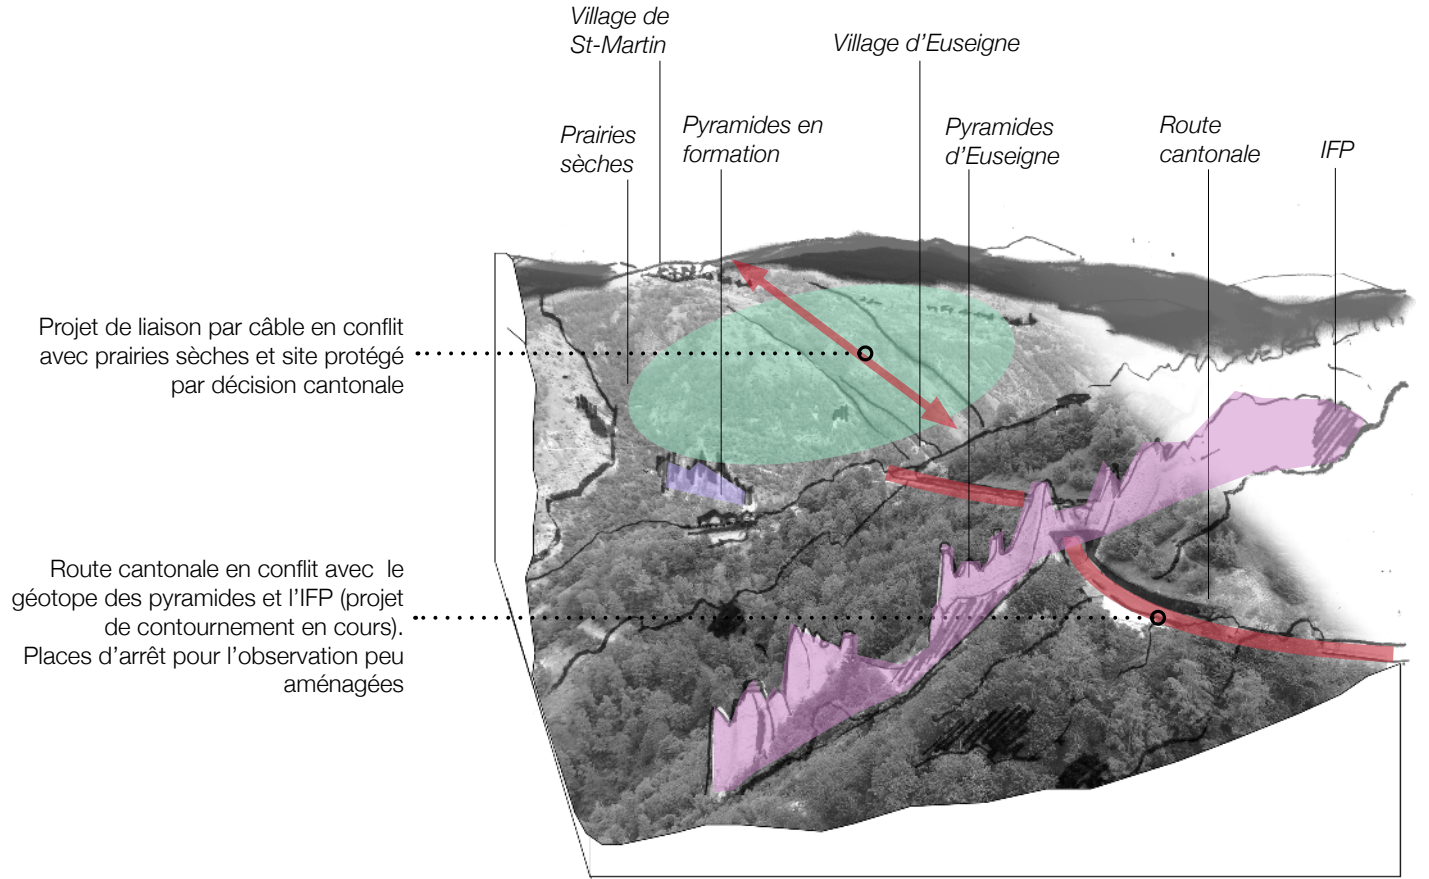 Village de
St-Martin
Village d’Euseigne
Prairies
sèches
Pyramides en
formation
Pyramides
d’Euseigne
Route
cantonale
IFP
Projet de liaison par câble en conflit
avec prairies sèches et site protégé
par décision cantonale
Route cantonale en conflit avec  le
géotope des pyramides et l’IFP (projet
de contournement en cours).
Places d’arrêt pour l’observation peu
aménagées